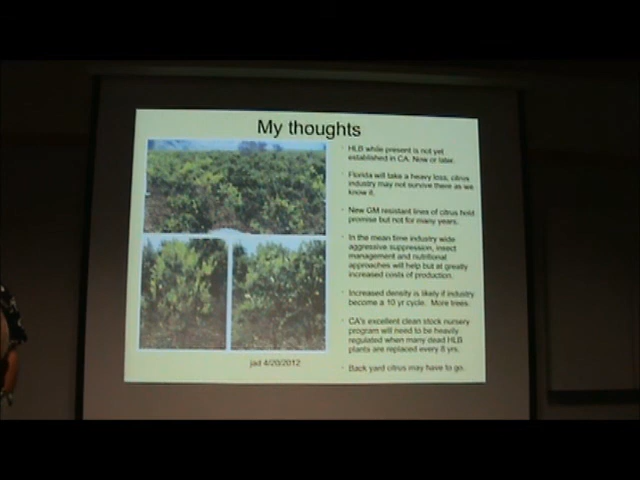 My thoughts
· HLB while present is not yet
established in CA. Now or later.
· Florida will take a heavy loss, citrus
industry may not survive there as we
know it.
· New GM resistant lines of citrus hold
promise but not for many years.
· In the mean time industry wide
aggressive suppression, insect
management and nutritional
approaches will help but at greatly
increased costs of production.
· Increased density is likely if industry
become a 10 yr cycle. More trees.
· CA's excellent clean stock nursery
program will need to be heavily
regulated when many dead HLB
plants are replaced every 8 yrs.
· Back yard citrus may have to go.
jad 4/20/2012